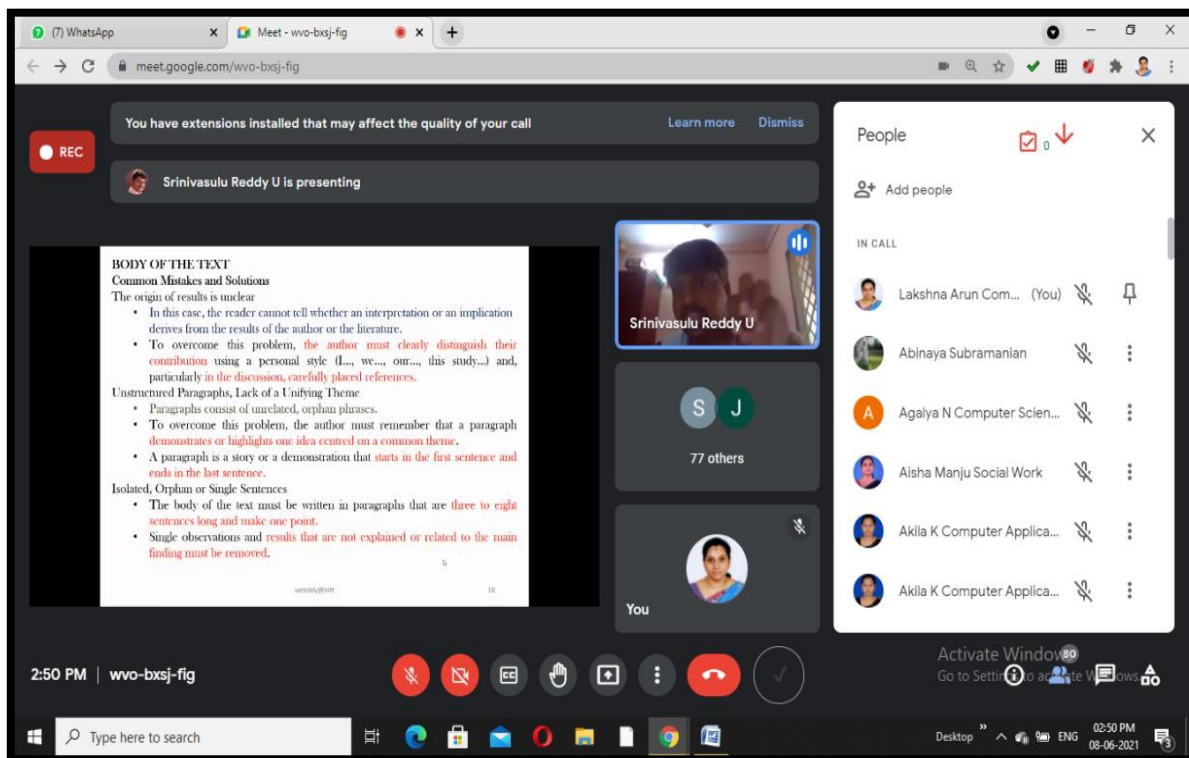 (7) WhatsApp
Meet - wvo-bxsj-fig
meet.google.com/wvo-bxsj-fig
You have extensions installed that may affect the quality of your call
Learn more
Dismiss
REC
Srinivasulu Reddy U is presenting
BODY OF THE TEXT
Common Mistakes and Solutions
The origin of results is unclear
• In this case, the reader cannot tell whether an interpretation or an implication
derives from the results of the author or the literature.
• To overcome this problem, the author must clearly distinguish their
contribution using a personal style (I..., we..., our..., this study...) and,
particularly in the discussion, carefully placed references.
Unstructured Paragraphs, Lack of a Unifying Theme
• Paragraphs consist of unrelated, orphan phrases.
• To overcome this problem, the author must remember that a paragraph
demonstrates or highlights one idea centred on a common theme.
• A paragraph is a story or a demonstration that starts in the first sentence and
ends in the last sentence.
Isolated, Orphan or Single Sentences
• The body of the text must be written in paragraphs that are three to eight
sentences long and make one point.
• Single observations and results that are not explained or related to the main
finding must be removed.
10
Srinivasulu Reddy U
S J
77 others
You
People
0
Add people
IN CALL
Lakshna Arun Com... (You)
Abinaya Subramanian
A
Agalya N Computer Scien...
Aisha Manju Social Work
Akila K Computer Applica...
Akila K Computer Applica...
2:50 PM | wvo-bxsj-fig
Activate Windows
80
Go to Settings to activate Windows.
Type here to search
Desktop
ENG
02:50 PM
08-06-2021
3